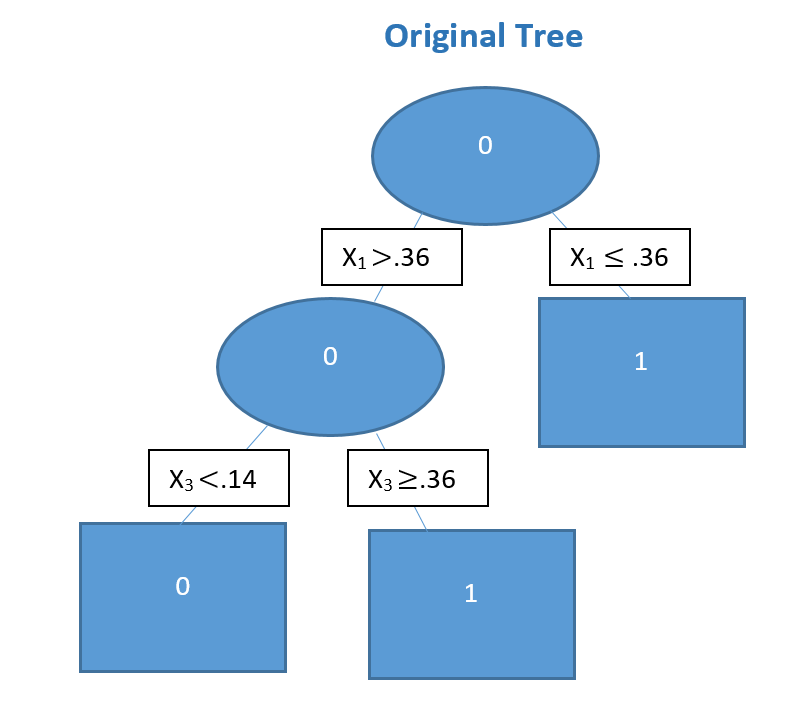 Original Tree
0
X₁ >.36
X₁ ≤ .36
0
1
X₃ <.14
X₃ ≥.36
0
1